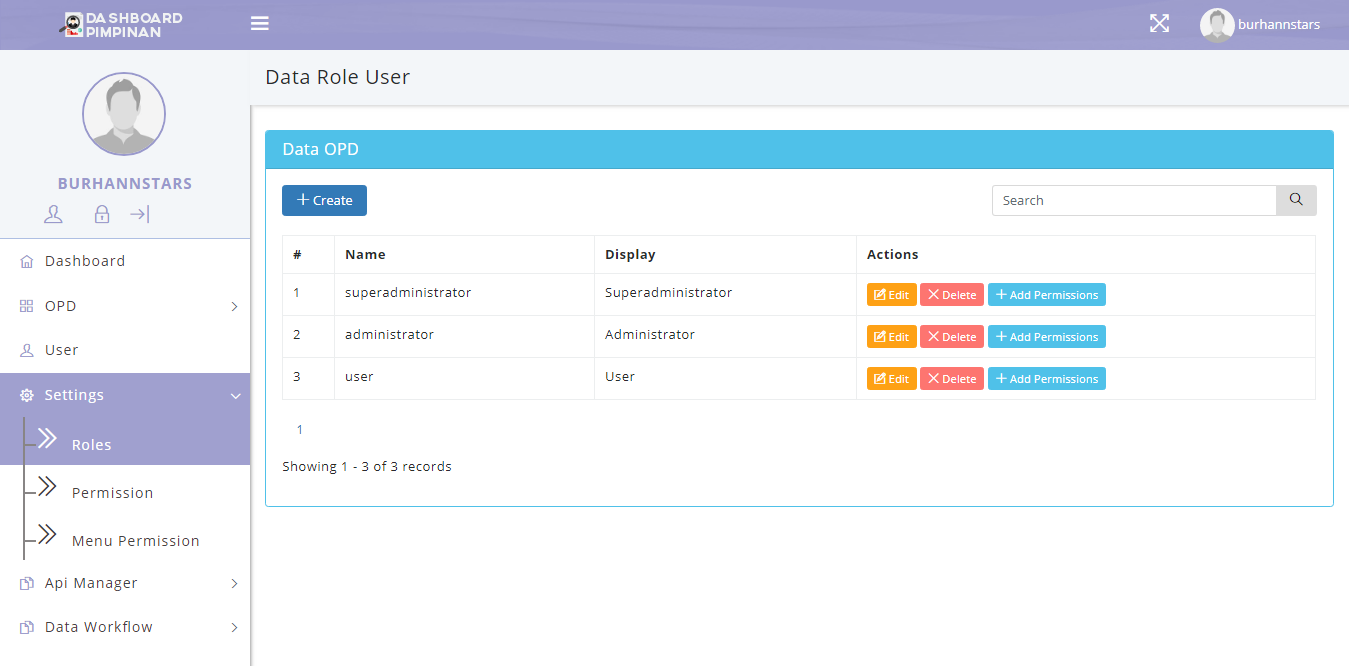 DASHBOARD
PIMPINAN
burhannstars
BURHANNSTARS
Dashboard
OPD
User
Settings
Roles
Permission
Menu Permission
Api Manager
Data Workflow
Data Role User
Data OPD
Create
Search
# Name Display Actions
1 superadministrator Superadministrator Edit Delete Add Permissions
2 administrator Administrator Edit Delete Add Permissions
3 user User Edit Delete Add Permissions
1
Showing 1 - 3 of 3 records